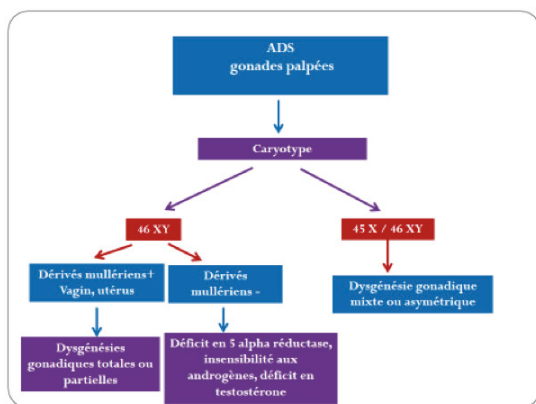 ADS
gonades palpées
Caryotype
46 XY
45 X / 46 XY
Dérivés mullériens+
Vagin, utérus
Dérivés
mullériens -
Dysgénésie gonadique
mixte ou asymétrique
Dysgénésies
gonadiques totales ou
partielles
Déficit en 5 alpha réductase,
insensibilité aux
androgènes, déficit en
testostérone